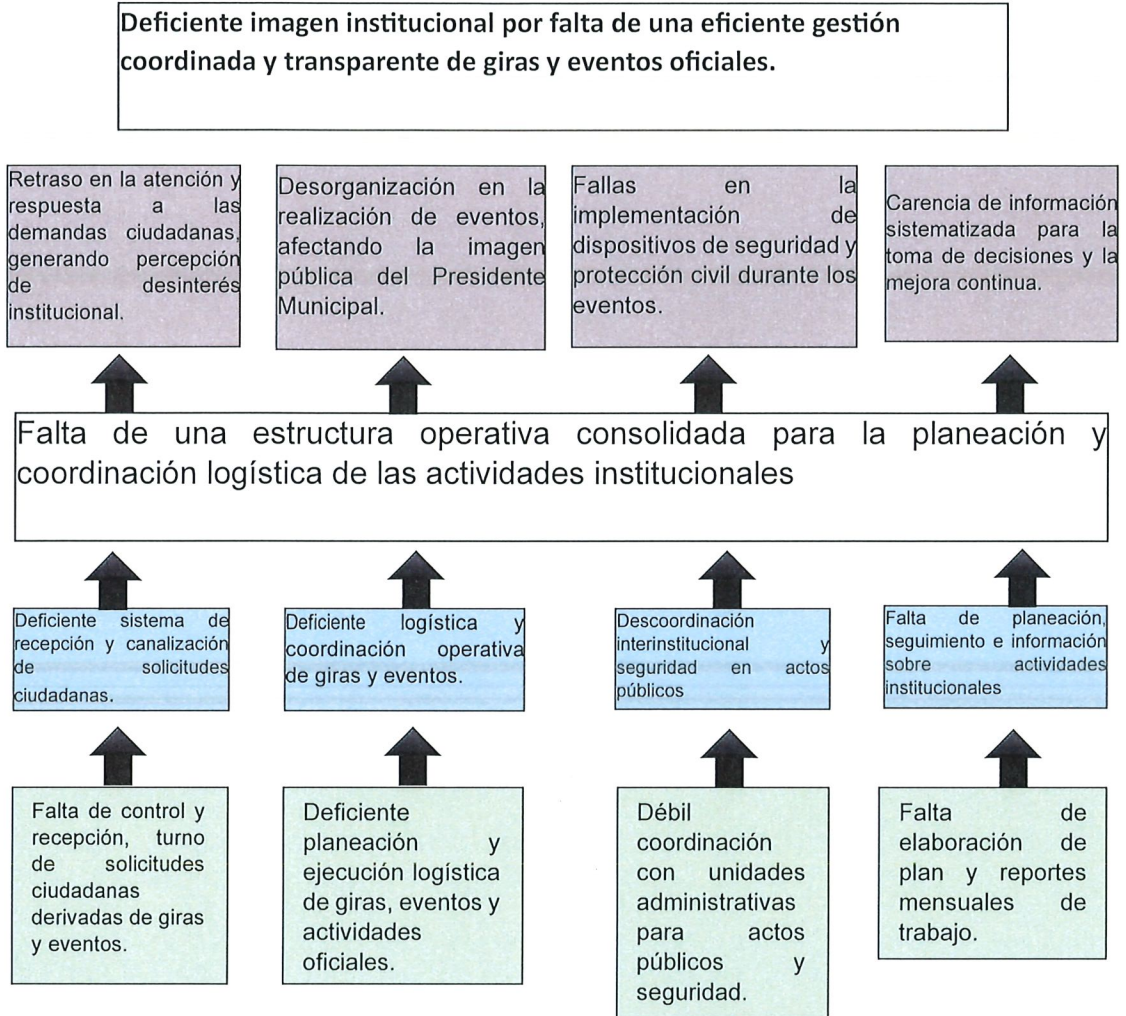 Deficiente imagen institucional por falta de una eficiente gestión
coordinada y transparente de giras y eventos oficiales.
Retraso en la atención y
respuesta a las
demandas ciudadanas,
generando percepción
de desinterés
institucional.
Desorganización en la
realización de eventos,
afectando la imagen
pública del Presidente
Municipal.
Fallas en la
implementación de
dispositivos de seguridad y
protección civil durante los
eventos.
Carencia de información
sistematizada para la
toma de decisiones y la
mejora continua.
Falta de una estructura operativa consolidada para la planeación y
coordinación logística de las actividades institucionales
Deficiente sistema de
recepción y canalización
de solicitudes
ciudadanas.
Deficiente logística y
coordinación operativa
de giras y eventos.
Descoordinación
interinstitucional y
seguridad en actos
públicos
Falta de planeación,
seguimiento e información
sobre actividades
institucionales
Falta de control y
recepción, turno
de solicitudes
ciudadanas
derivadas de giras
y eventos.
Deficiente
planeación y
ejecución logística
de giras, eventos y
actividades
oficiales.
Débil
coordinación
con unidades
administrativas
para actos
públicos y
seguridad.
Falta de
elaboración de
plan y reportes
mensuales de
trabajo.